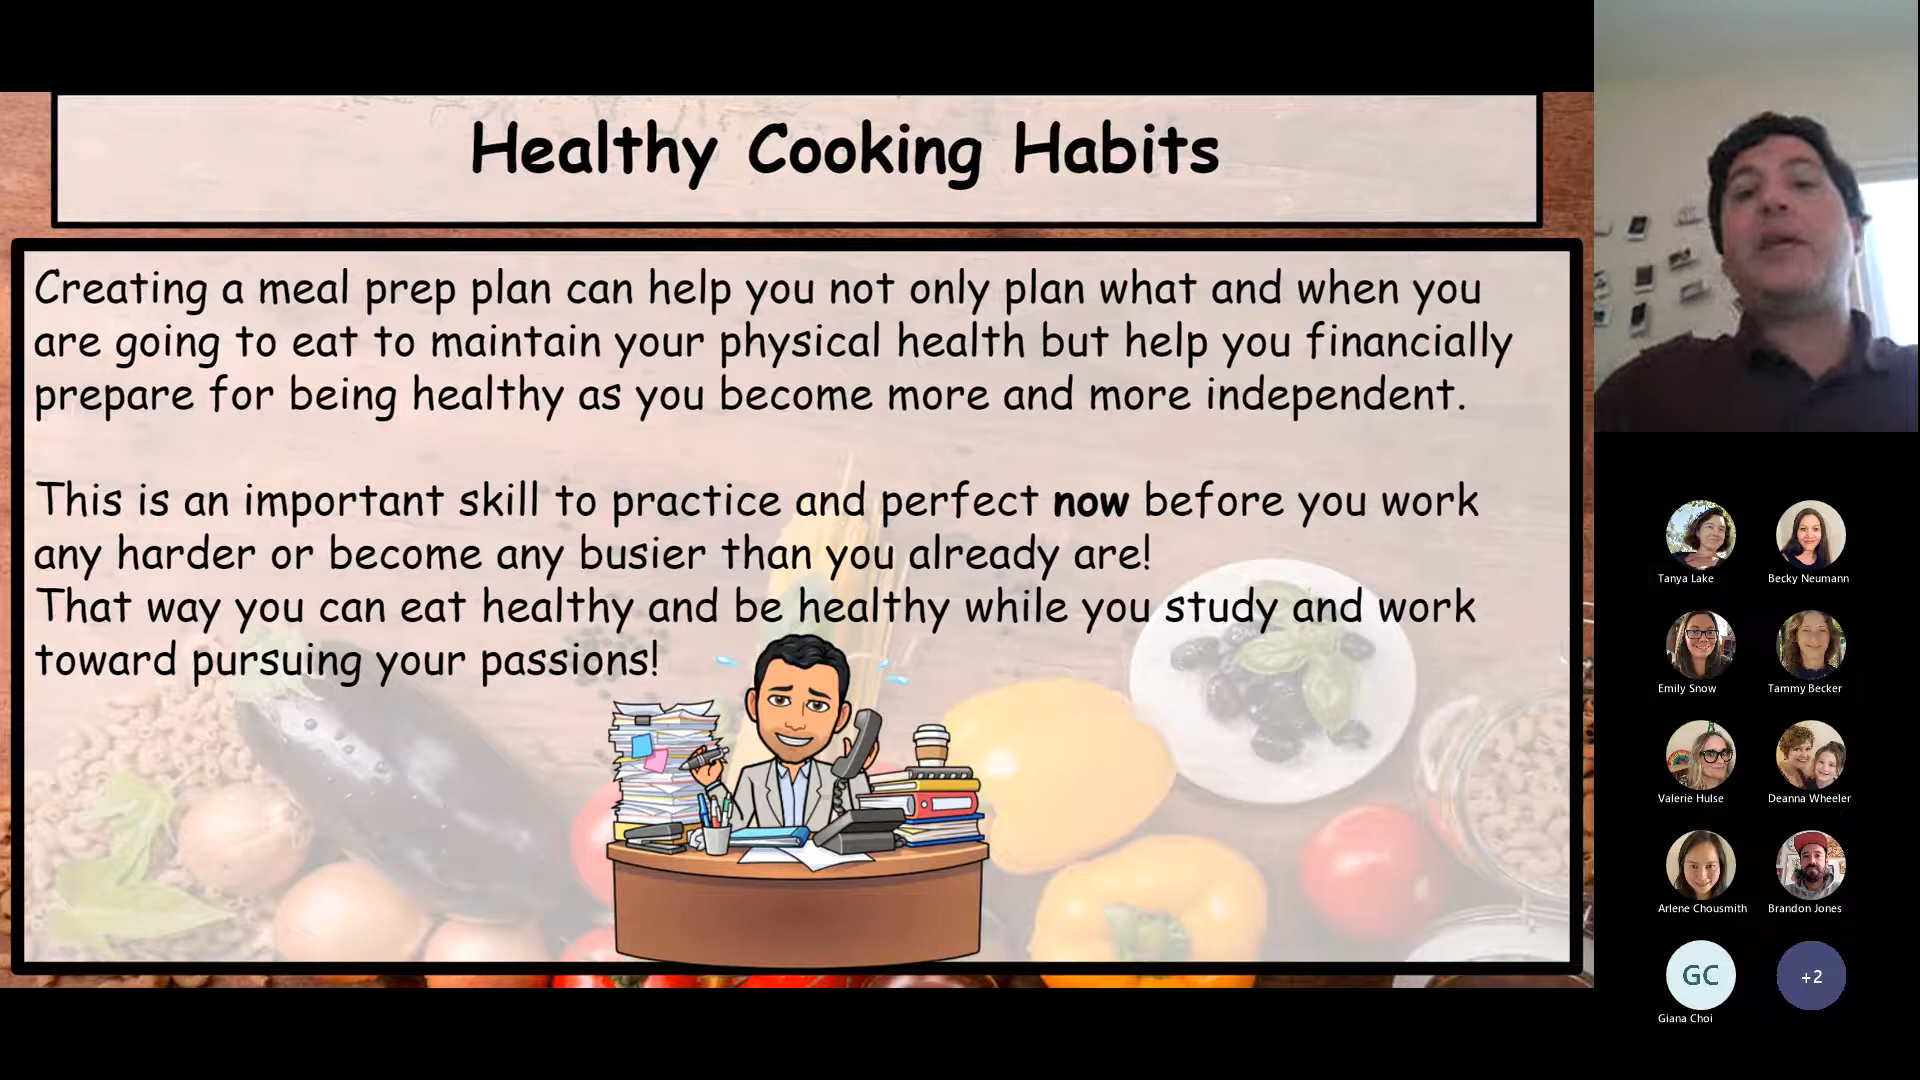 Healthy Cooking Habits
Creating a meal prep plan can help you not only plan what and when you
are going to eat to maintain your physical health but help you financially
prepare for being healthy as you become more and more independent.
This is an important skill to practice and perfect now before you work
any harder or become any busier than you already are!
That way you can eat healthy and be healthy while you study and work
toward pursuing your passions!
Tanya Lake
Becky Neumann
Emily Snow
Tammy Becker
Valerie Hulse
Deanna Wheeler
Arlene Chousmith
Brandon Jones
GC
+2
Giana Choi